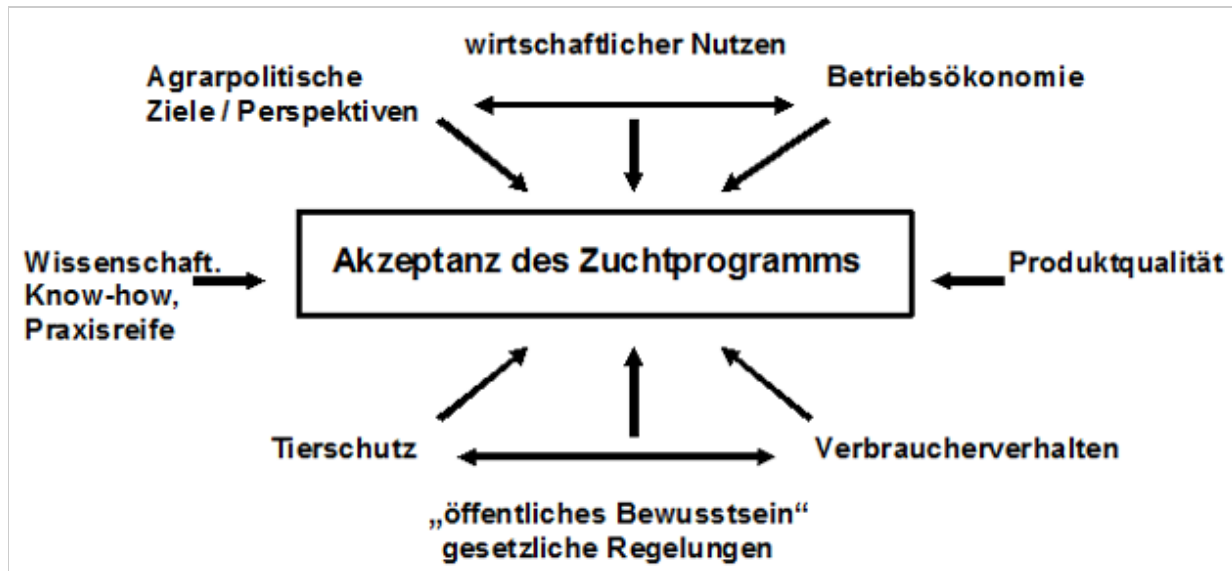 wirtschaftlicher Nutzen
Agrarpolitische
Ziele / Perspektiven
Betriebsökonomie
Akzeptanz des Zuchtprogramms
Wissenschaft.
Know-how,
Praxisreife
Produktqualität
Tierschutz
Verbraucherverhalten
„öffentliches Bewusstsein“
gesetzliche Regelungen